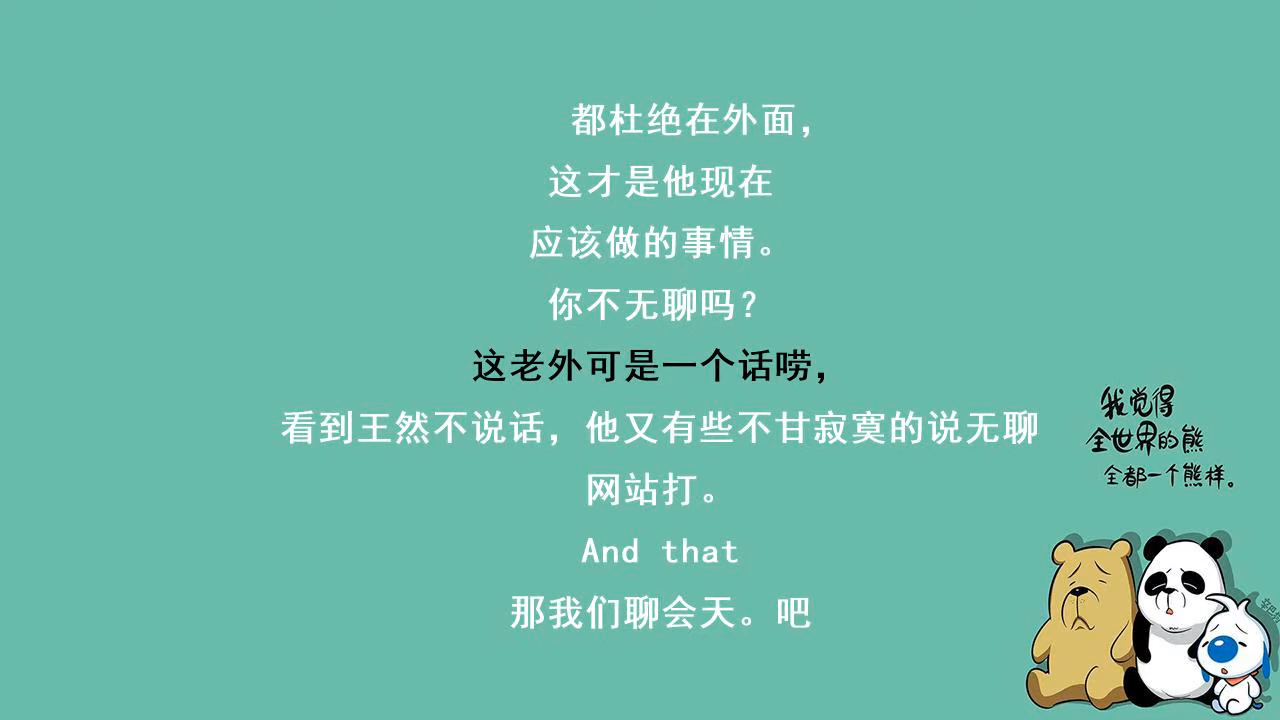 都杜绝在外面，
这才是他现在
应该做的事情。
你不无聊吗？
这老外可是一个话唠，
看到王然不说话，他又有些不甘寂寞的说无聊
网站打。
And that
那我们聊会天。吧
我觉得
全世界的熊
全都一个熊样。